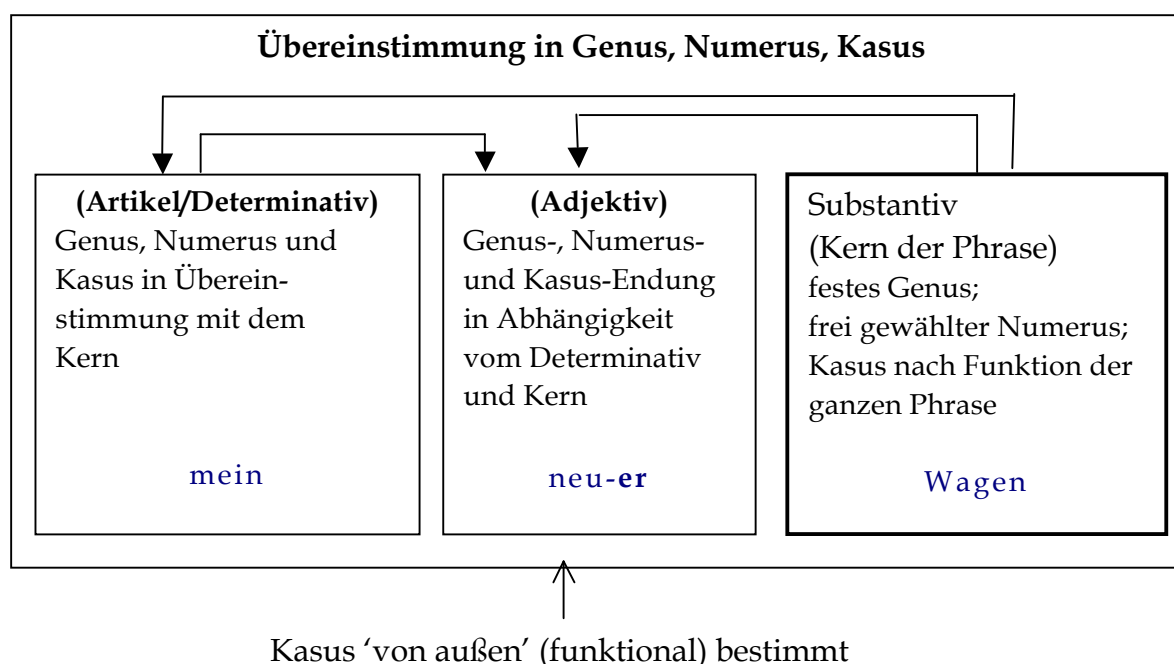 Übereinstimmung in Genus, Numerus, Kasus
(Artikel/Determinativ)
Genus, Numerus und
Kasus in Überein-
stimmung mit dem
Kern
mein
(Adjektiv)
Genus-, Numerus-
und Kasus-Endung
in Abhängigkeit
vom Determinativ
und Kern
neu-er
Substantiv
(Kern der Phrase)
festes Genus;
frei gewählter Numerus;
Kasus nach Funktion der
ganzen Phrase
Wagen
Kasus ‘von außen’ (funktional) bestimmt